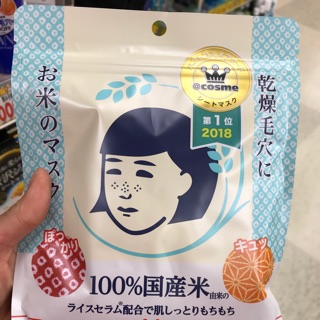 乾燥毛穴に
お米のマスク
@cosme
シートマスク
第1位
2018
ぽっかり
キュッ
100%国産米由来の
ライスセラム®配合で肌しっとりもちもち